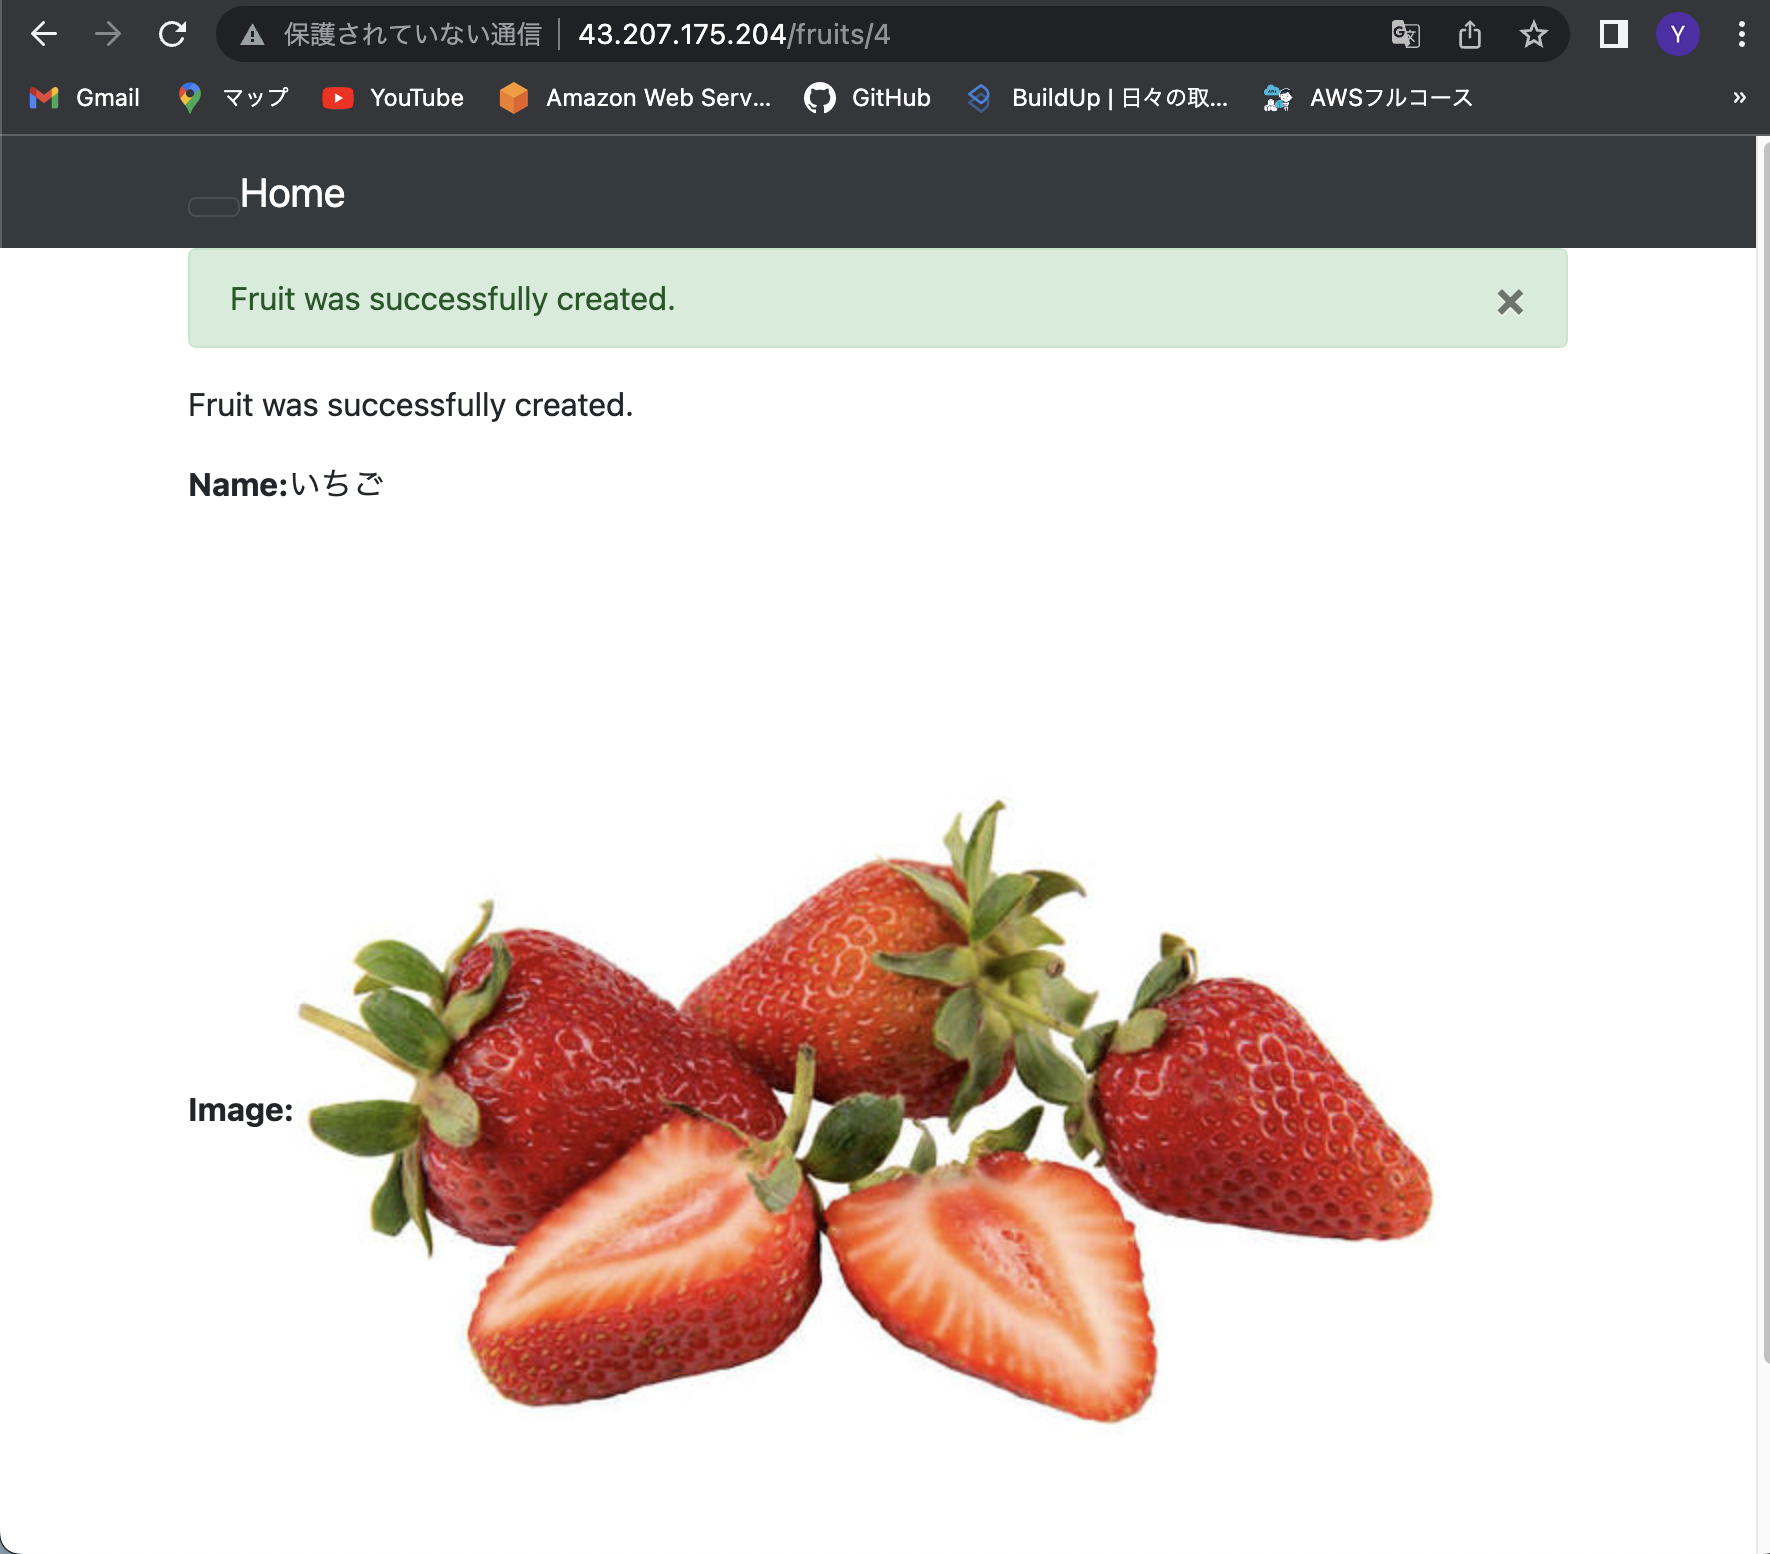 保護されていない通信 43.207.175.204/fruits/4 Y
Gmail マップ YouTube Amazon Web Serv... GitHub BuildUp | 日々の取... AWSフルコース »
Home
Fruit was successfully created. ×
Fruit was successfully created.
Name:いちご
Image: